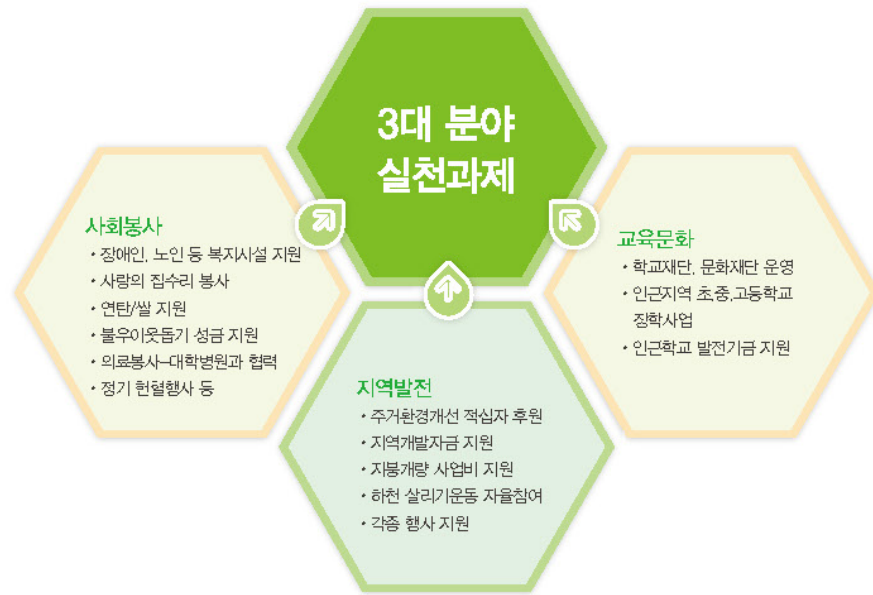 3대 분야
실천과제
사회봉사
• 장애인, 노인 등 복지시설 지원
• 사랑의 집수리 봉사
• 연탄/쌀 지원
• 불우이웃돕기 성금 지원
• 의료봉사–대학병원과 협력
• 정기 헌혈행사 등
지역발전
• 주거환경개선 적십자 후원
• 지역개발자금 지원
• 지붕개량 사업비 지원
• 하천 살리기운동 자율참여
• 각종 행사 지원
교육문화
• 학교재단, 문화재단 운영
• 인근지역 초,중,고등학교
장학사업
• 인근학교 발전기금 지원